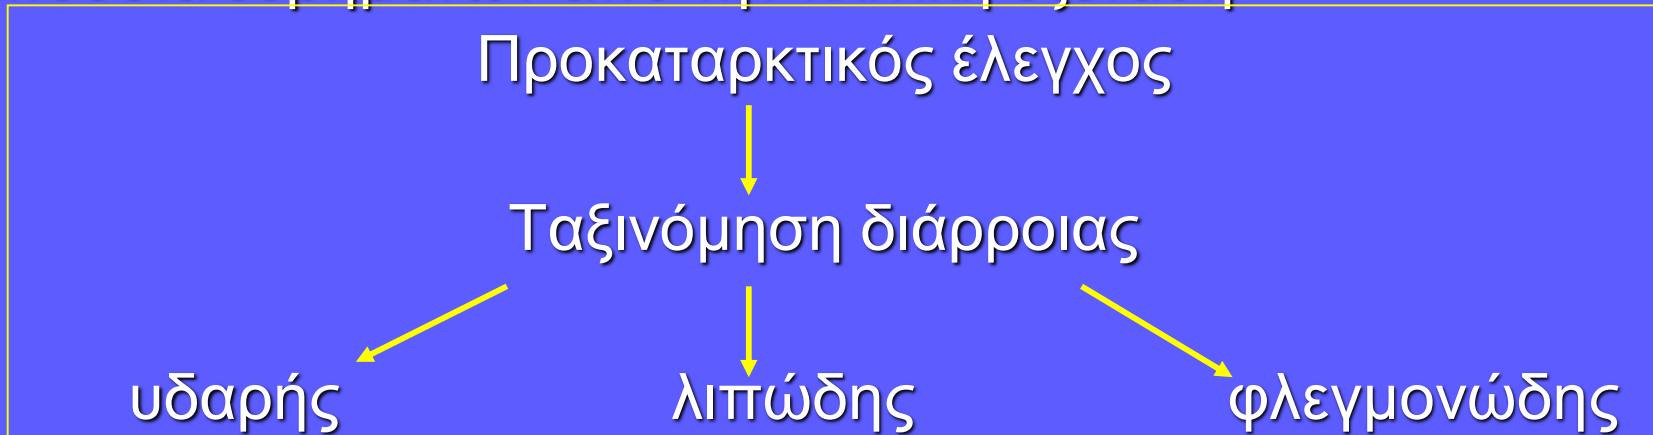 Προκαταρκτικός έλεγχος
Ταξινόμηση διάρροιας
υδαρής λιπώδης φλεγμονώδης